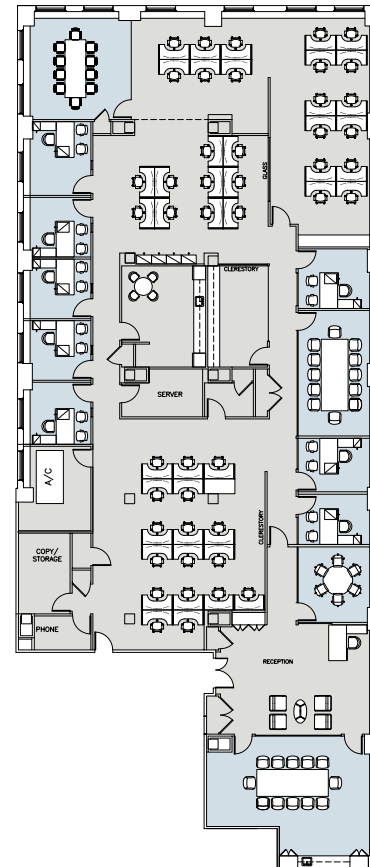 GLASS
CLERESTORY
SERVER
A/C
CLERESTORY
COPY/
STORAGE
PHONE
RECEPTION